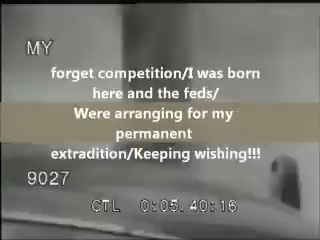 MY
forget competition/I was born
here and the feds/
Were arranging for my
permanent
extradition/Keeping wishing!!!
9027
CTL 0:05.40:16